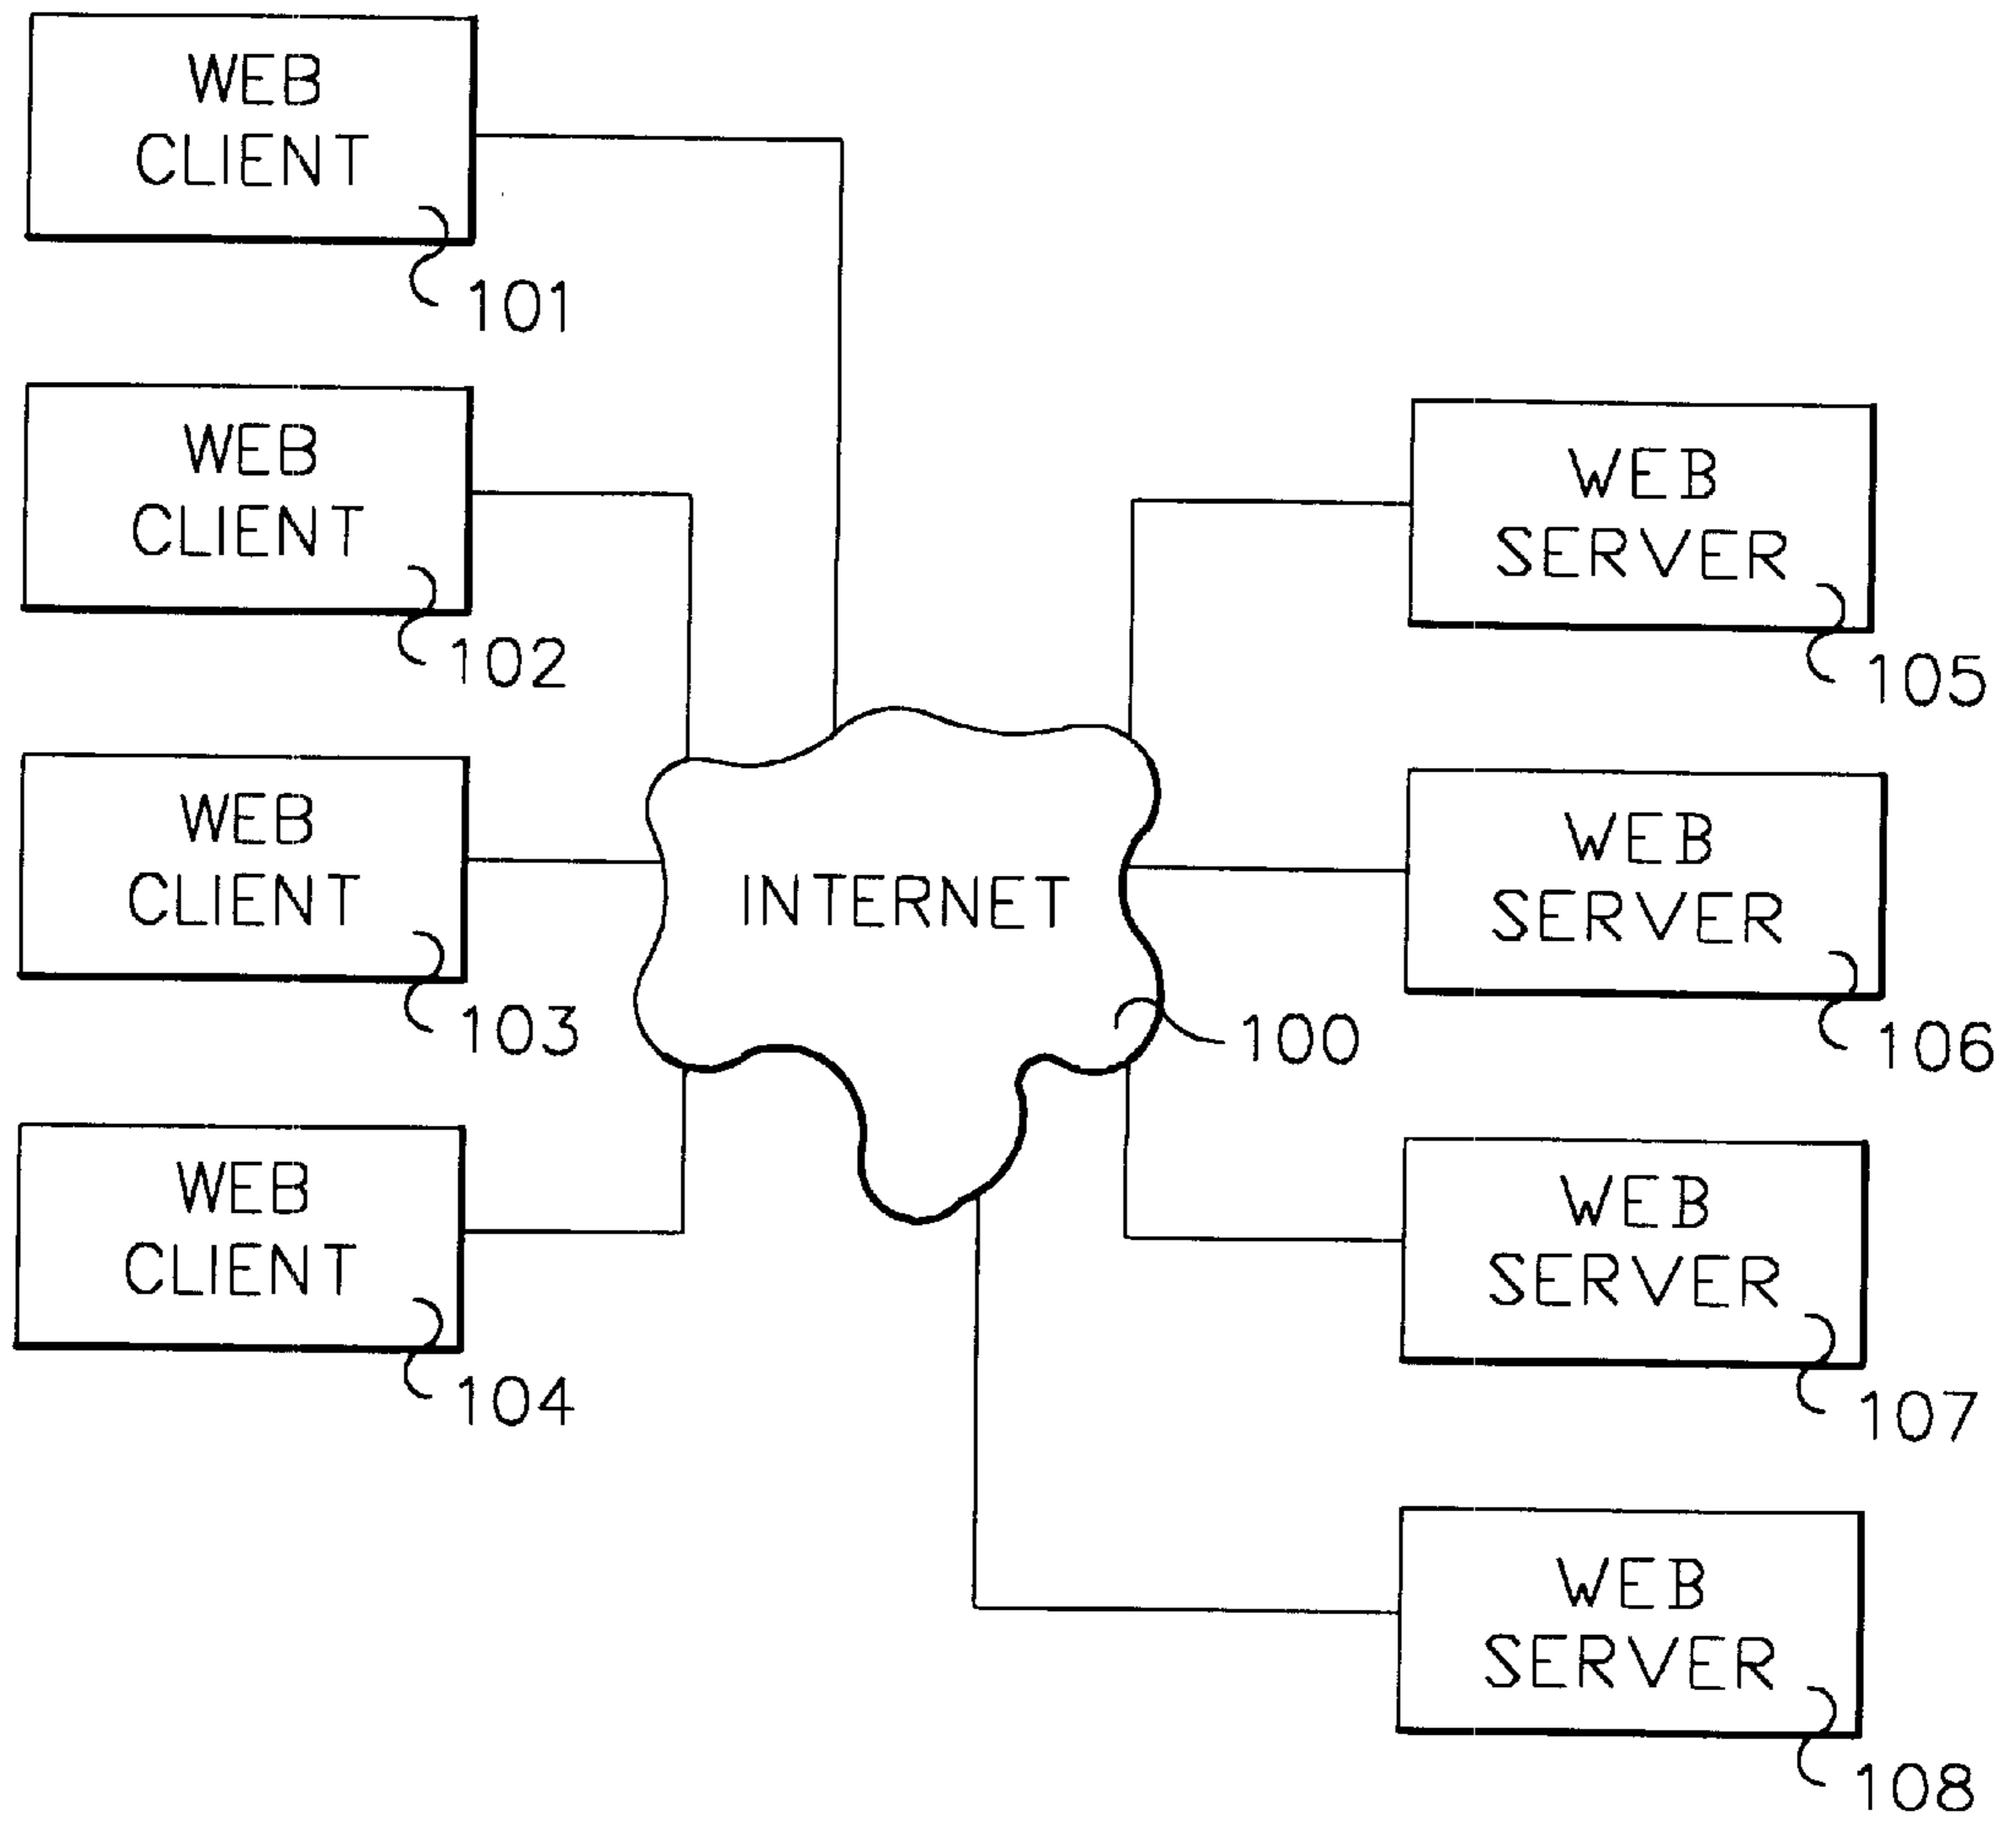 WEB
CLIENT
101
WEB
CLIENT
102
WEB
CLIENT
103
WEB
CLIENT
104
INTERNET
100
WEB
SERVER
105
WEB
SERVER
106
WEB
SERVER
107
WEB
SERVER
108